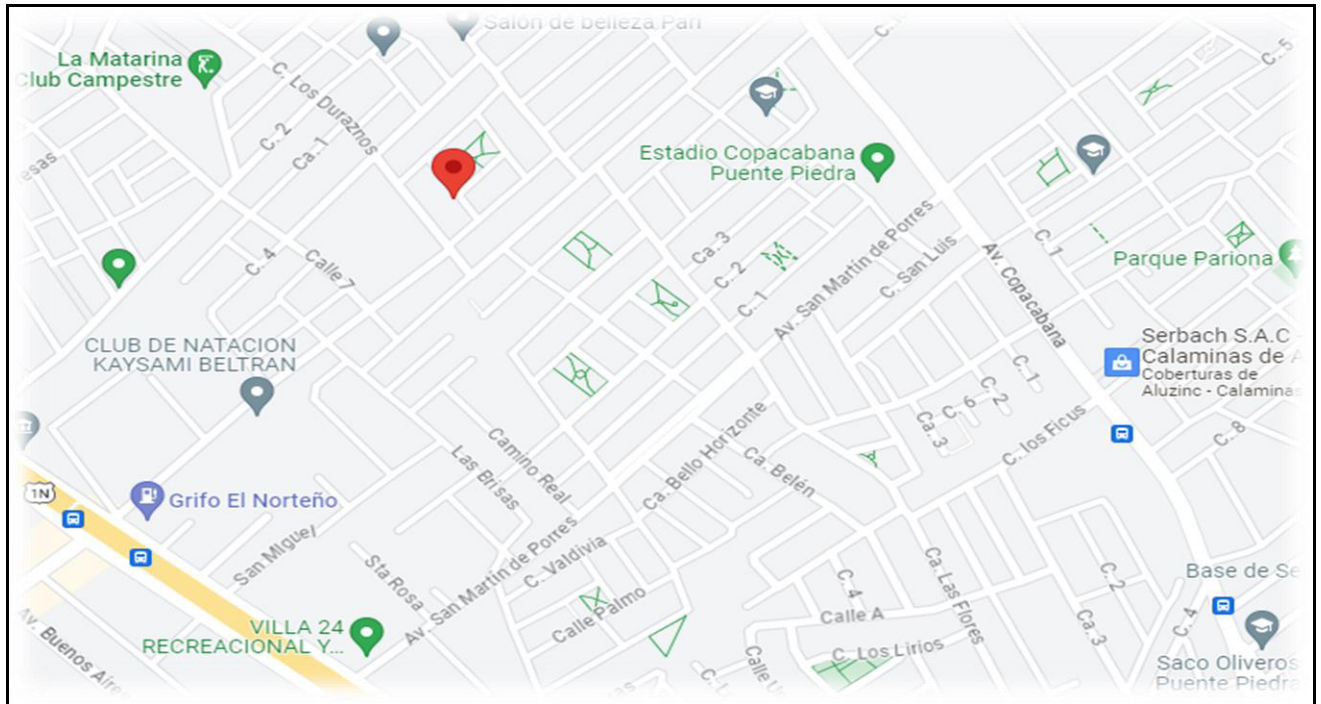 Salon de belleza Pari
La Matarina
Club Campestre
C. 5
C. Los Duraznos
C. 2
Ca. 1
Estadio Copacabana
Puente Piedra
esas
C. 4
Calle 7
Ca. 3
C. 2
C. 1
Av. San Martin de Porres
C. San Luis
Av. Copacabana
C. 1
Parque Pariona
CLUB DE NATACION
KAYSAMI BELTRAN
Serbach S.A.C -
Calaminas de A
Coberturas de
Aluzinc - Calaminas
C. 1
C. 2
C. 6
Ca. 3
C. los Ficus
C. 8
Camino Real
Las Brisas
Ca. Bello Horizonte
Ca. Belén
1N
Grifo El Norteño
San Miguel
Sta Rosa
Av. San Martin de Porres
C. Valdivia
Calle Palmo
VILLA 24
RECREACIONAL Y...
Av. Buenos Aire
C. 4
Calle A
Ca. Las Flores
C. Los Lirios
C. 2
Ca. 3
C. 4
Base de Se
Saco Oliveros
Puente Piedra